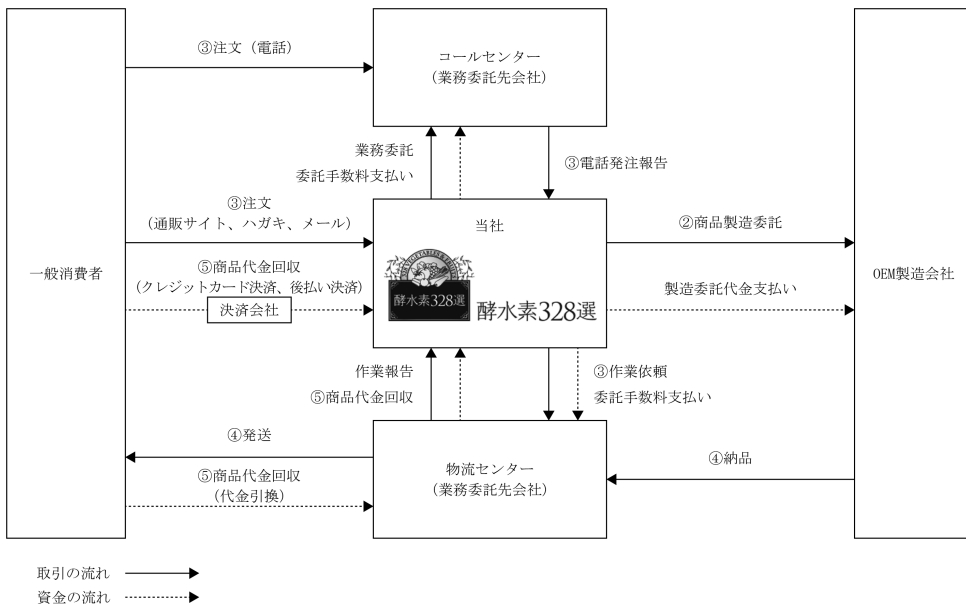 ③注文（電話）
コールセンター
（業務委託先会社）
業務委託
委託手数料支払い
③電話発注報告
③注文
（通販サイト、ハガキ、メール）
当社
②商品製造委託
一般消費者
⑤商品代金回収
（クレジットカード決済、後払い決済）
決済会社
酵水素328選
酵水素328選
製造委託代金支払い
OEM製造会社
作業報告
⑤商品代金回収
③作業依頼
委託手数料支払い
④発送
⑤商品代金回収
（代金引換）
物流センター
（業務委託先会社）
④納品
取引の流れ
資金の流れ